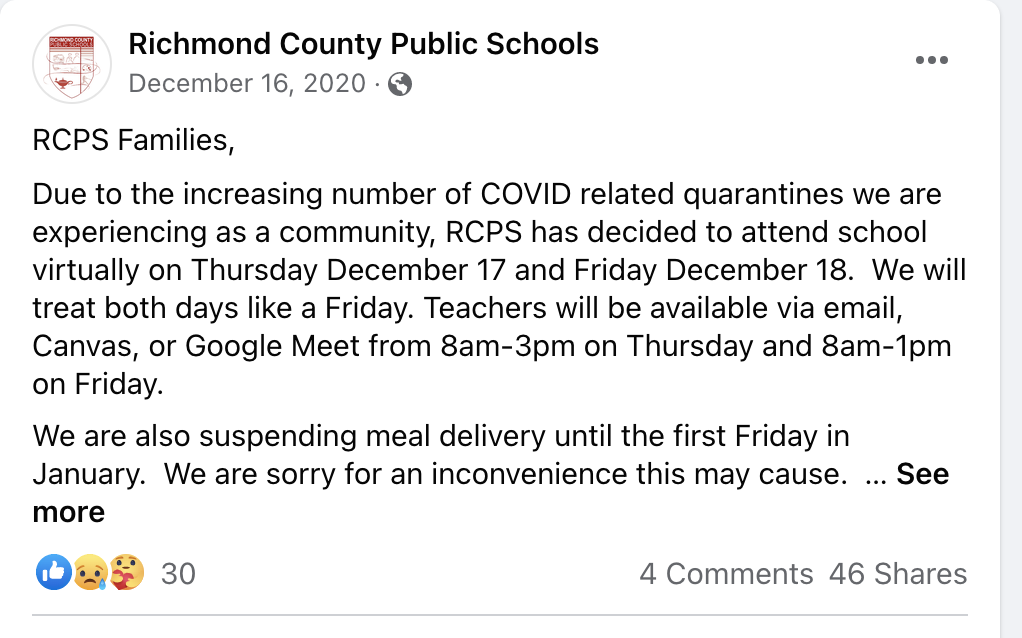 RICHMOND COUNTY
PUBLIC SCHOOLS
Richmond County Public Schools
December 16, 2020 ·
RCPS Families,
Due to the increasing number of COVID related quarantines we are
experiencing as a community, RCPS has decided to attend school
virtually on Thursday December 17 and Friday December 18.  We will
treat both days like a Friday. Teachers will be available via email,
Canvas, or Google Meet from 8am-3pm on Thursday and 8am-1pm
on Friday.
We are also suspending meal delivery until the first Friday in
January.  We are sorry for an inconvenience this may cause.  ... See
more
30 4 Comments 46 Shares